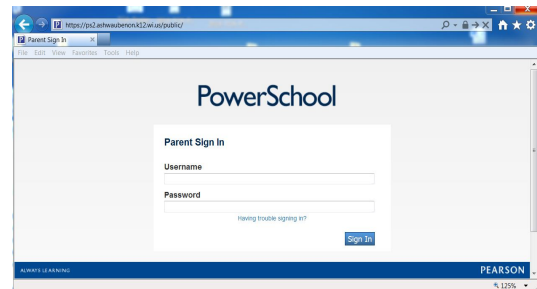 https://ps2.ashwaubenon.k12.wi.us/public/
Parent Sign In
File Edit View Favorites Tools Help
PowerSchool
Parent Sign In
Username
Password
Having trouble signing in?
Sign In
ALWAYS LEARNING
PEARSON
125%